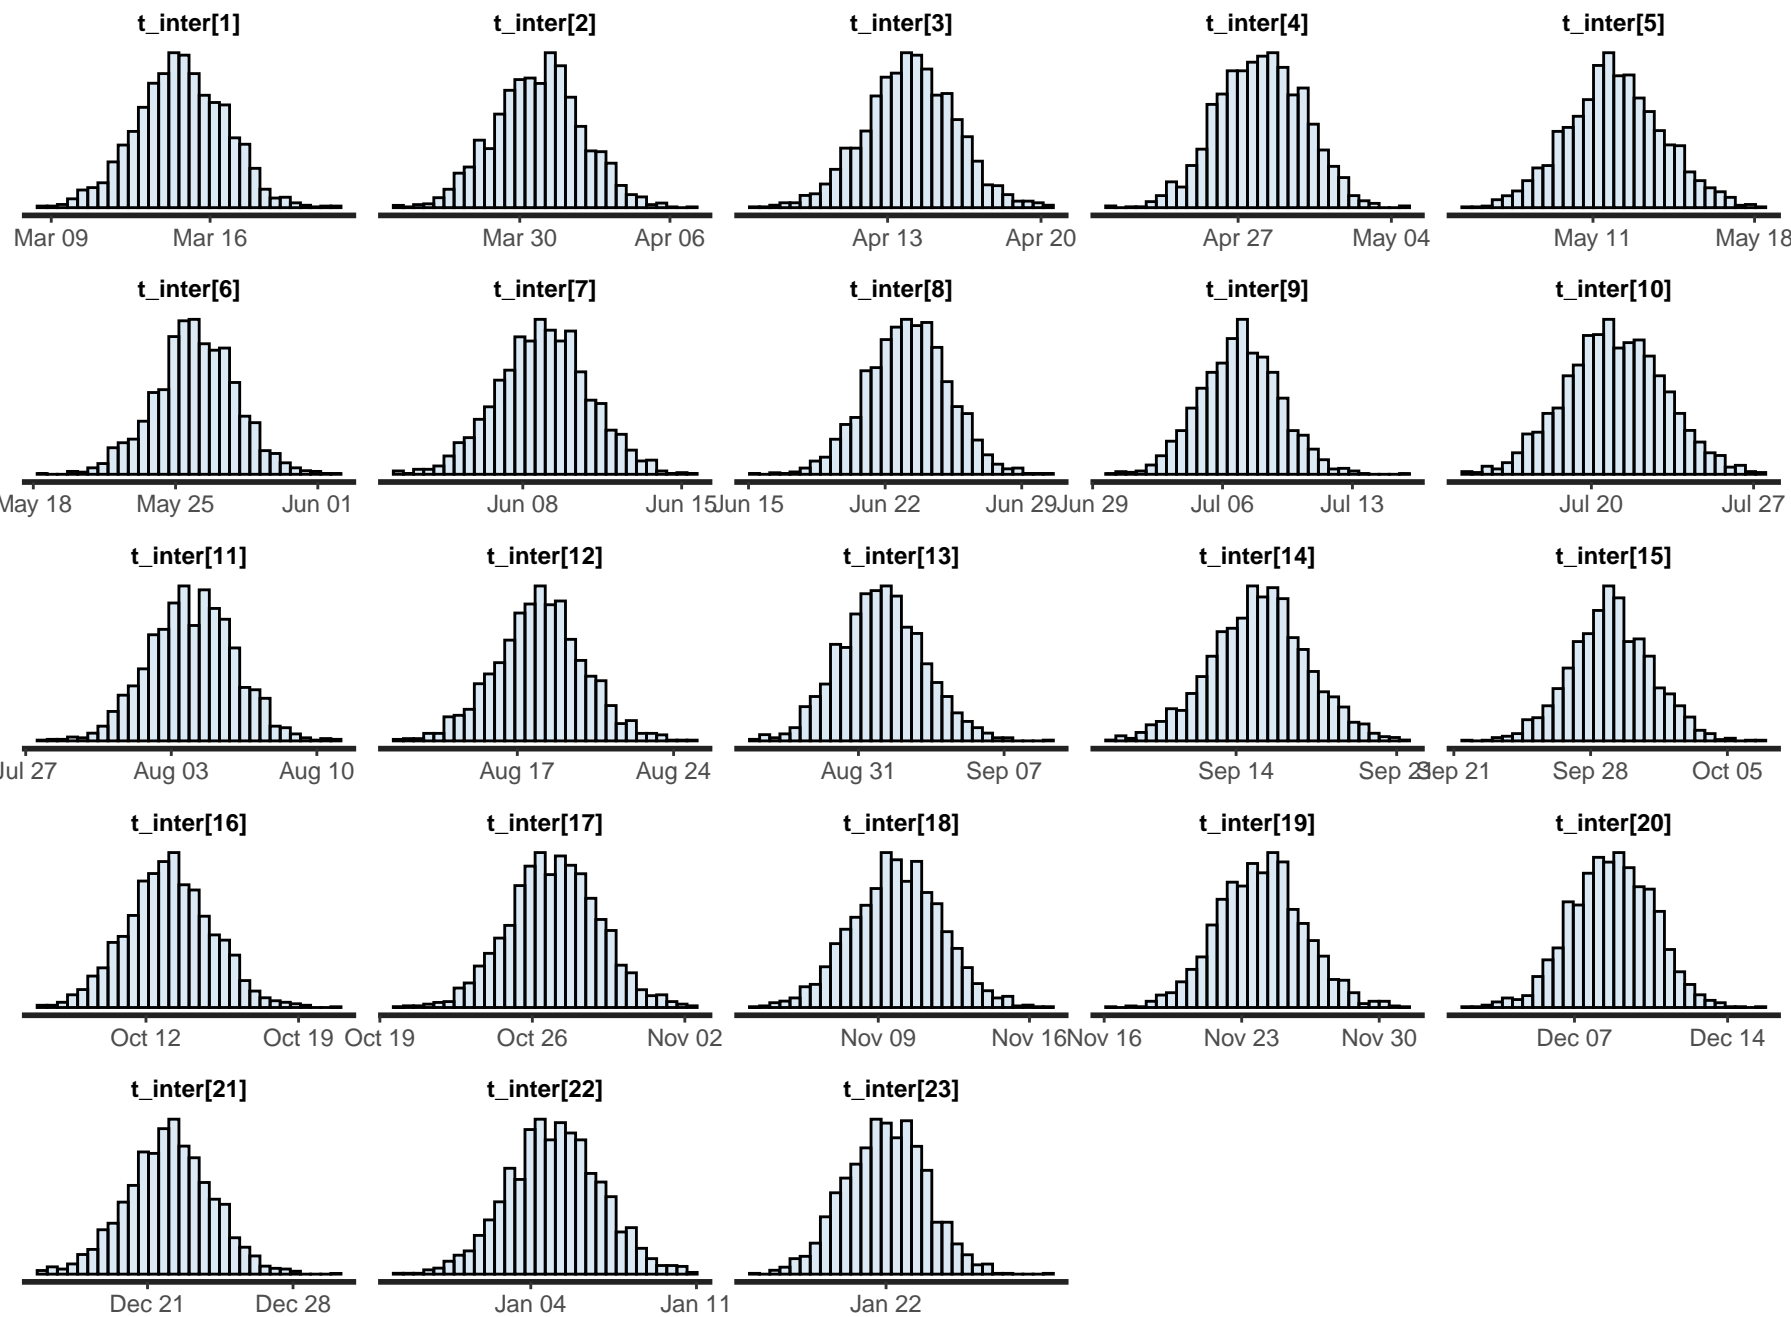 t_inter[1] t_inter[2] t_inter[3] t_inter[4] t_inter[5]
Mar 09 Mar 16 Mar 30 Apr 06 Apr 13 Apr 20 Apr 27 May 04 May 11 May 18
t_inter[6] t_inter[7] t_inter[8] t_inter[9] t_inter[10]
May 18 May 25 Jun 01 Jun 08 Jun 15 Jun 15 Jun 22 Jun 29 Jun 29 Jul 06 Jul 13 Jul 20 Jul 27
t_inter[11] t_inter[12] t_inter[13] t_inter[14] t_inter[15]
Jul 27 Aug 03 Aug 10 Aug 17 Aug 24 Aug 31 Sep 07 Sep 14 Sep 21 Sep 21 Sep 28 Oct 05
t_inter[16] t_inter[17] t_inter[18] t_inter[19] t_inter[20]
Oct 12 Oct 19 Oct 19 Oct 26 Nov 02 Nov 09 Nov 16 Nov 16 Nov 23 Nov 30 Dec 07 Dec 14
t_inter[21] t_inter[22] t_inter[23]
Dec 21 Dec 28 Jan 04 Jan 11 Jan 22